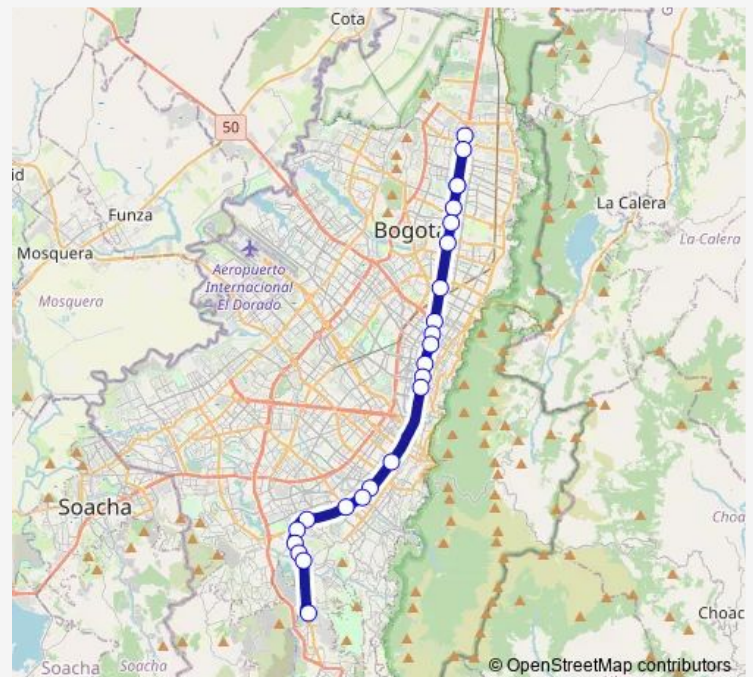 Cota
50
id
La Calera
Funza
Bogota
La-Calera
Mosquera
Aeropuerto
Internacional
El Dorado
Mosquera
Soacha
Choa
Choac
Soacha
Soacha
© OpenStreetMap contributors